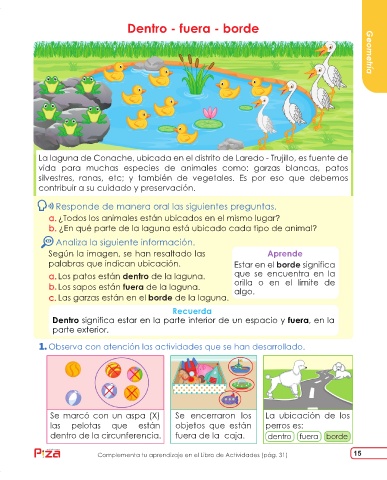 Dentro - fuera - borde
Geometría
La laguna de Conache, ubicada en el distrito de Laredo - Trujillo, es fuente de
vida para muchas especies de animales como: garzas blancas, patos
silvestres, ranas, etc; y también de vegetales. Es por eso que debemos
contribuir a su cuidado y preservación.
Responde de manera oral las siguientes preguntas.
a. ¿Todos los animales están ubicados en el mismo lugar?
b. ¿En qué parte de la laguna está ubicado cada tipo de animal?
Analiza la siguiente información.
Según la imagen, se han resaltado las
palabras que indican ubicación.
a. Los patos están dentro de la laguna.
b. Los sapos están fuera de la laguna.
c. Las garzas están en el borde de la laguna.
Aprende
Estar en el borde significa
que se encuentra en la
orilla o en el límite de
algo.
Recuerda
Dentro significa estar en la parte interior de un espacio y fuera, en la
parte exterior.
1. Observa con atención las actividades que se han desarrollado.
Se marcó con un aspa (X)
las pelotas que están
dentro de la circunferencia.
Se encerraron los
objetos que están
fuera de la caja.
La ubicación de los
perros es:
dentro fuera borde
Complementa tu aprendizaje en el Libro de Actividades (pág. 31)
15